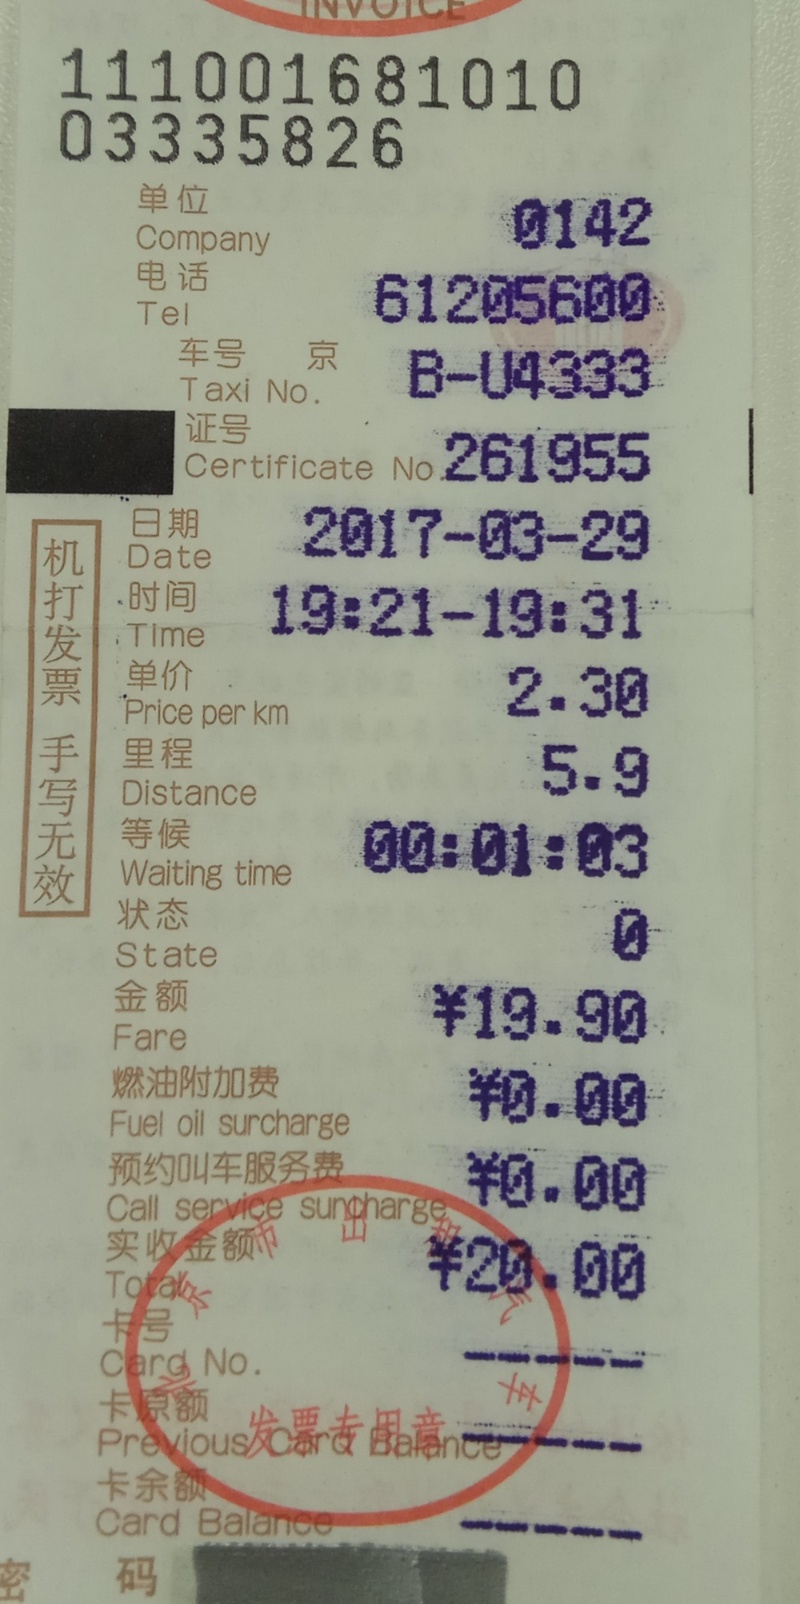 INVOICE
111001681010
03335826
单位 0142
Company
电话 61205600
Tel
车号 京 B-U4333
Taxi No.
证号
Certificate No. 261955
日期 2017-03-29
Date
时间 19:21-19:31
Time
单价 2.30
Price per km
里程 5.9
Distance
等候 00:01:03
Waiting time
状态 0
State
金额 ¥19.90
Fare
燃油附加费 ¥0.00
Fuel oil surcharge
预约叫车服务费 ¥0.00
Call service surcharge
实收金额 ¥20.00
Total
卡号
Card No. -----
卡原额
Previous Card Balance -----
卡余额
Card Balance -----
密 码
机打发票 手写无效
北京市出租汽车
发票专用章